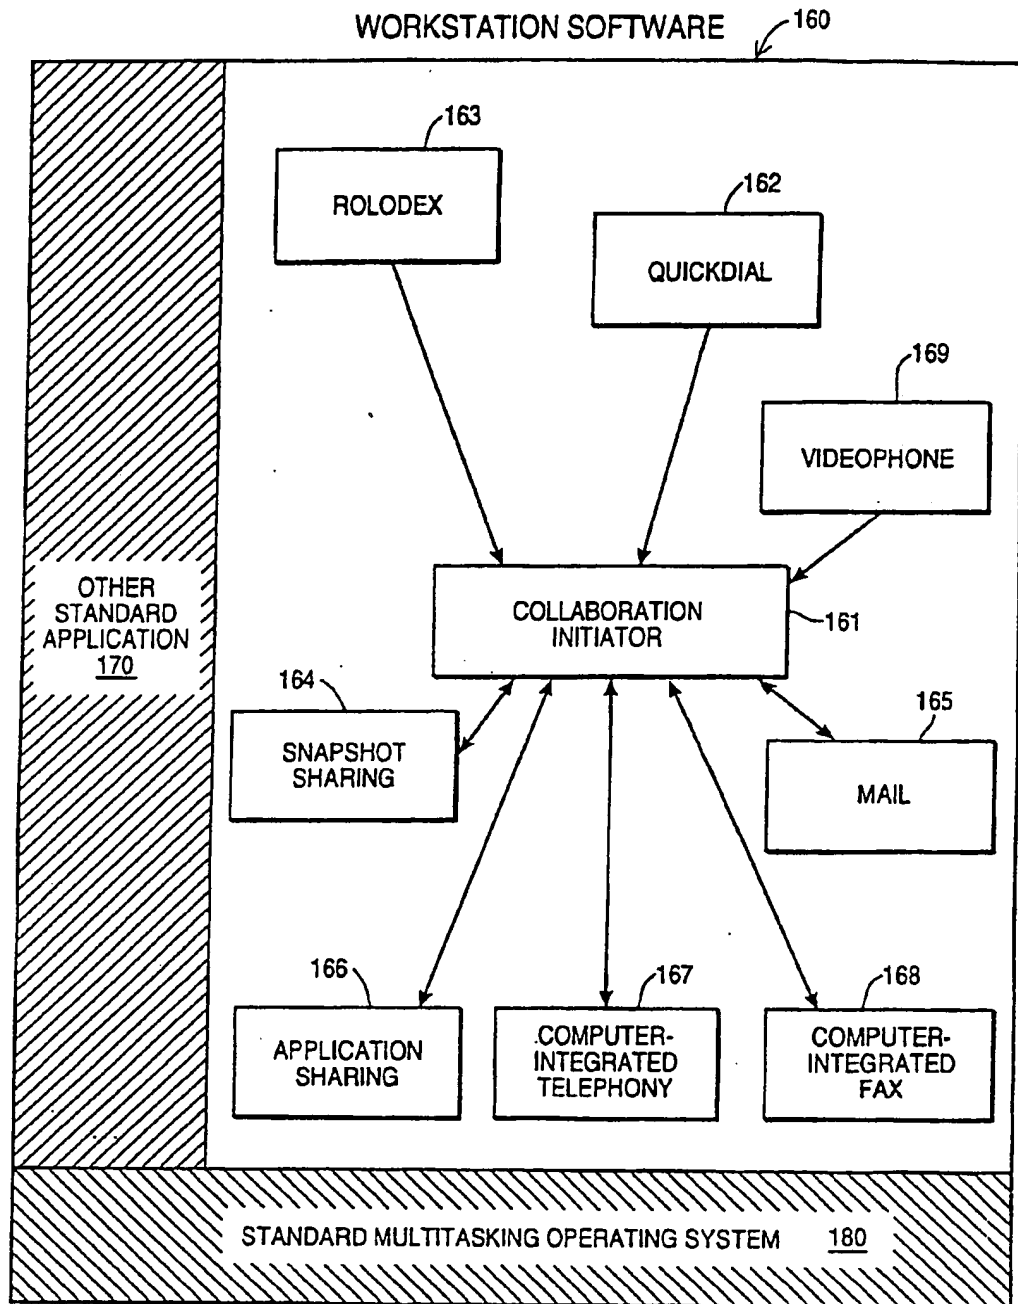 WORKSTATION SOFTWARE
160
163
ROLODEX
162
QUICKDIAL
169
VIDEOPHONE
COLLABORATION
INITIATOR
161
OTHER
STANDARD
APPLICATION
170
164
SNAPSHOT
SHARING
165
MAIL
166
APPLICATION
SHARING
167
COMPUTER-
INTEGRATED
TELEPHONY
168
COMPUTER-
INTEGRATED
FAX
STANDARD MULTITASKING OPERATING SYSTEM 180